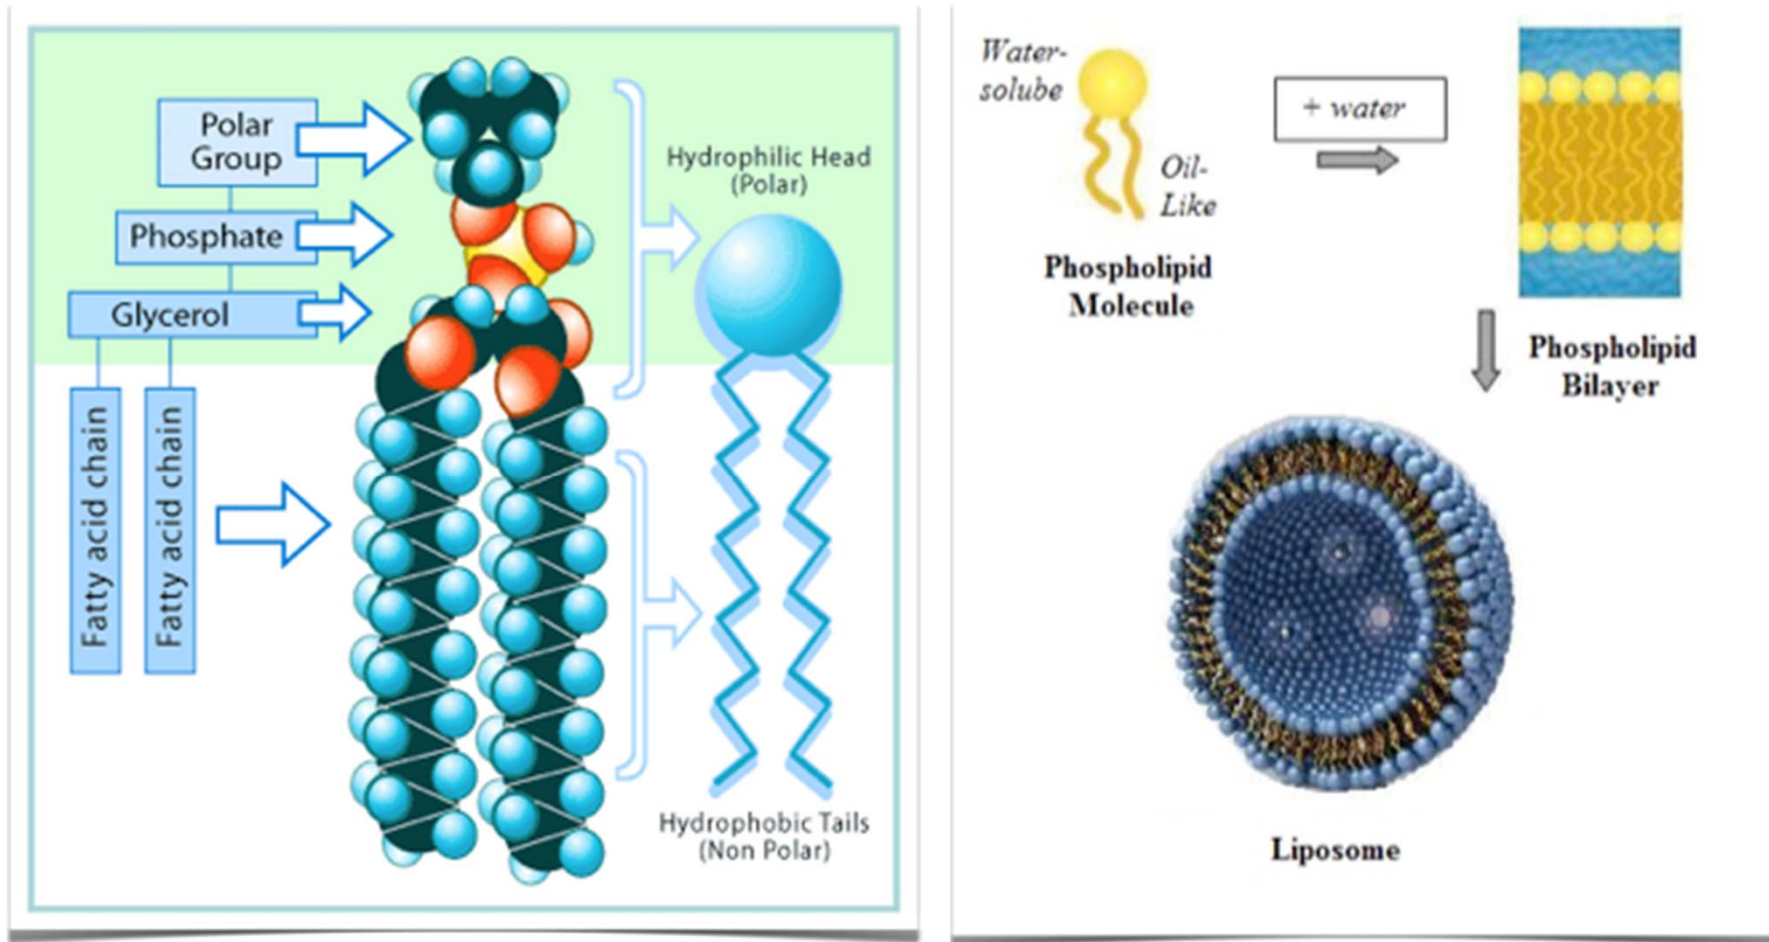 Polar
Group
Phosphate
Glycerol
Fatty acid chain
Fatty acid chain
Hydrophilic Head
(Polar)
Hydrophobic Tails
(Non Polar)
Water-
solube
Oil-
Like
Phospholipid
Molecule
+ water
Phospholipid
Bilayer
Liposome